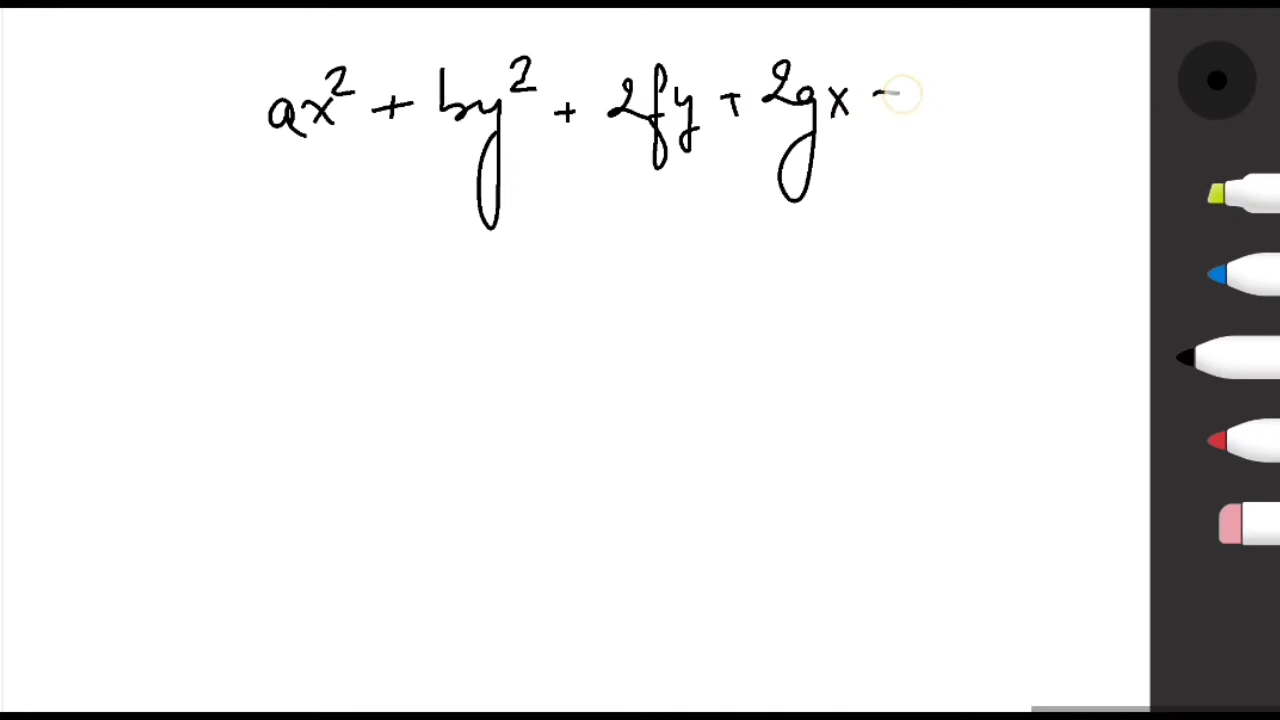 ax² + by² + 2fy + 2gx -